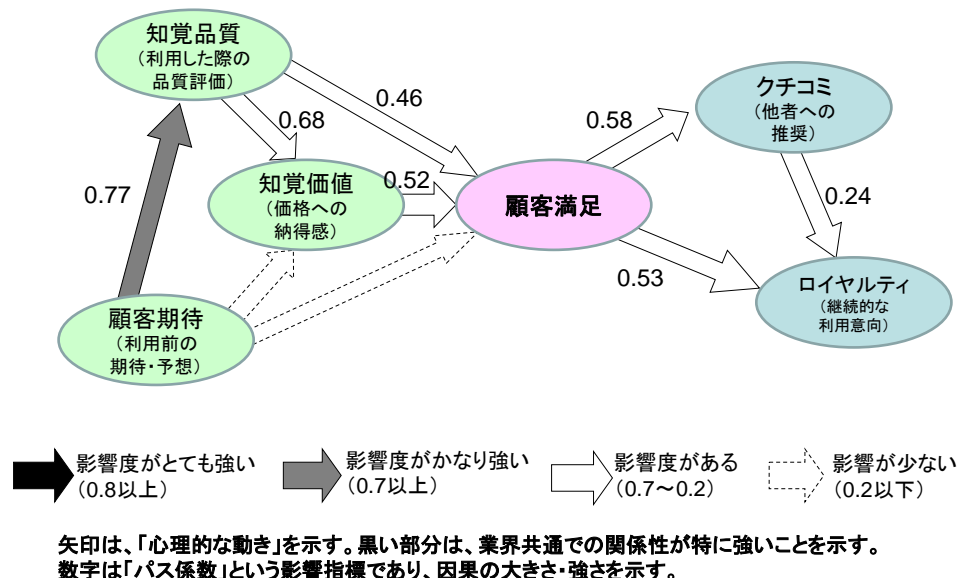 知覚品質
(利用した際の
品質評価)
0.46
0.68
0.77
知覚価値
(価格への
納得感)
0.52
顧客期待
(利用前の
期待・予想)
顧客満足
0.58
クチコミ
(他者への
推奨)
0.24
0.53
ロイヤルティ
(継続的な
利用意向)
影響度がとても強い
(0.8以上)
影響度がかなり強い
(0.7以上)
影響度がある
(0.7～0.2)
影響が少ない
(0.2以下)
矢印は、「心理的な動き」を示す。黒い部分は、業界共通での関係性が特に強いことを示す。
数字は「パス係数」という影響指標であり、因果の大きさ・強さを示す。